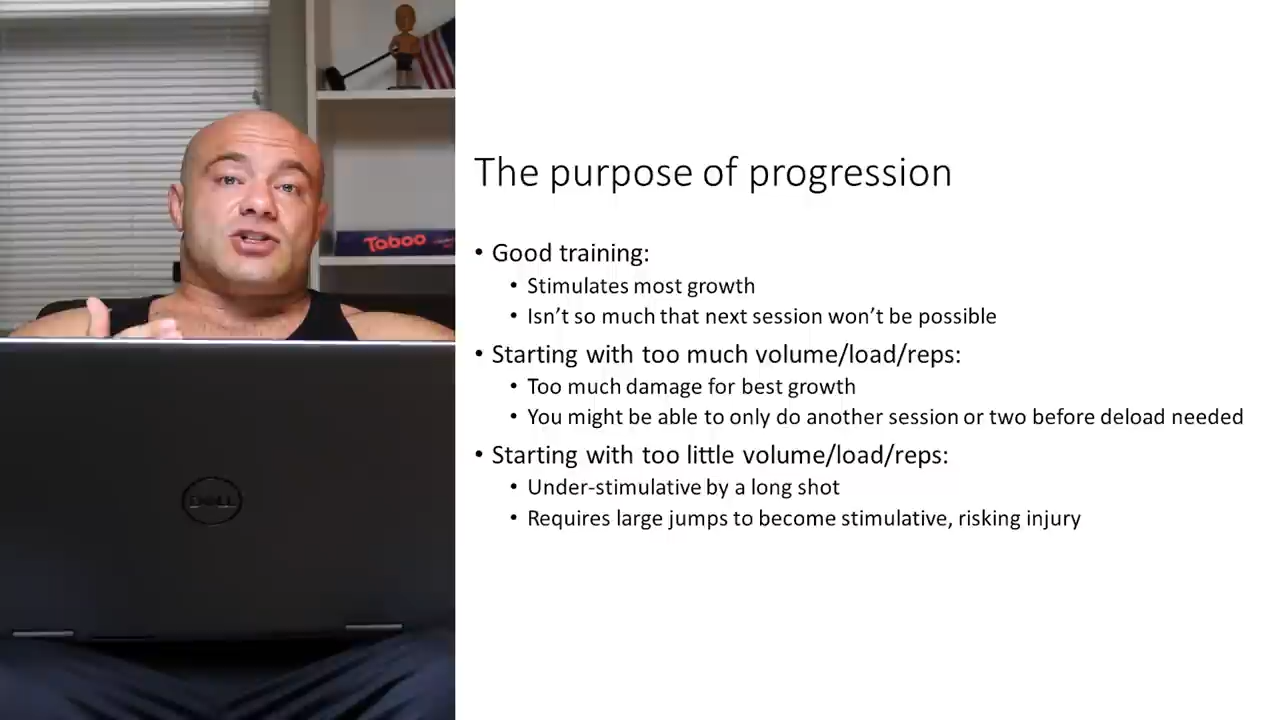 Taboo
The purpose of progression
• Good training:
• Stimulates most growth
• Isn't so much that next session won't be possible
• Starting with too much volume/load/reps:
• Too much damage for best growth
• You might be able to only do another session or two before deload needed
• Starting with too little volume/load/reps:
• Under-stimulative by a long shot
• Requires large jumps to become stimulative, risking injury
DELL